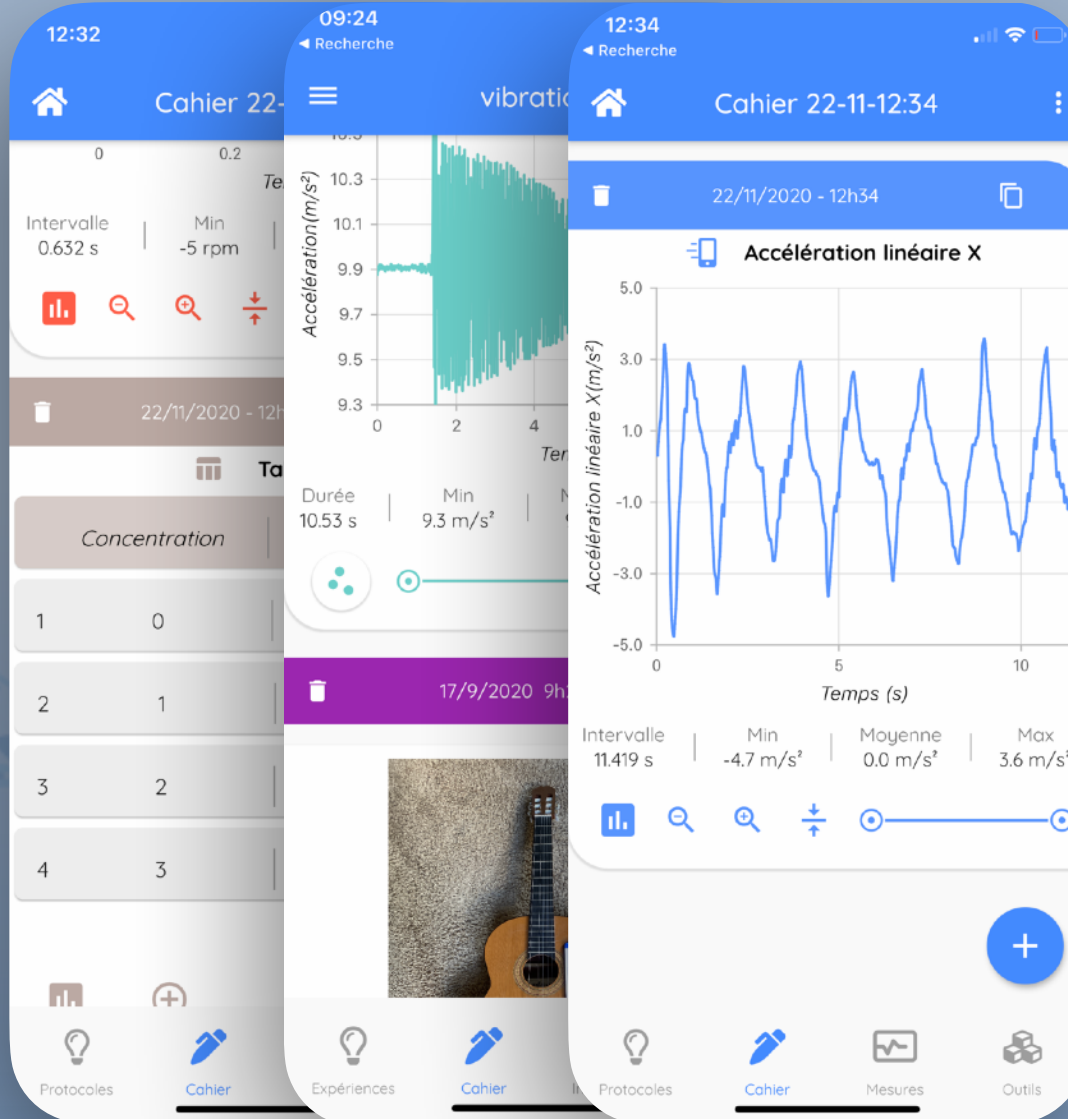 12:32
Cahier 22-
0
0.2
Intervalle
0.632 s
Min
-5 rpm
22/11/2020 - 12h
Concentration
1
0
2
1
3
2
4
3
Protocoles
Cahier
09:24
◄ Recherche
Accélération(m/s²)
10.3
10.1
9.9
9.7
9.5
9.3
0
2
4
Durée
10.53 s
Min
9.3 m/s²
17/9/2020 9h
Expériences
Cahier
12:34
◄ Recherche
Cahier 22-11-12:34
22/11/2020 - 12h34
Accélération linéaire X
Accélération linéaire X(m/s²)
5.0
3.0
1.0
-1.0
-3.0
-5.0
0
5
10
Temps (s)
Intervalle
11.419 s
Min
-4.7 m/s²
Moyenne
0.0 m/s²
Max
3.6 m/s²
Protocoles
Cahier
Mesures
Outils